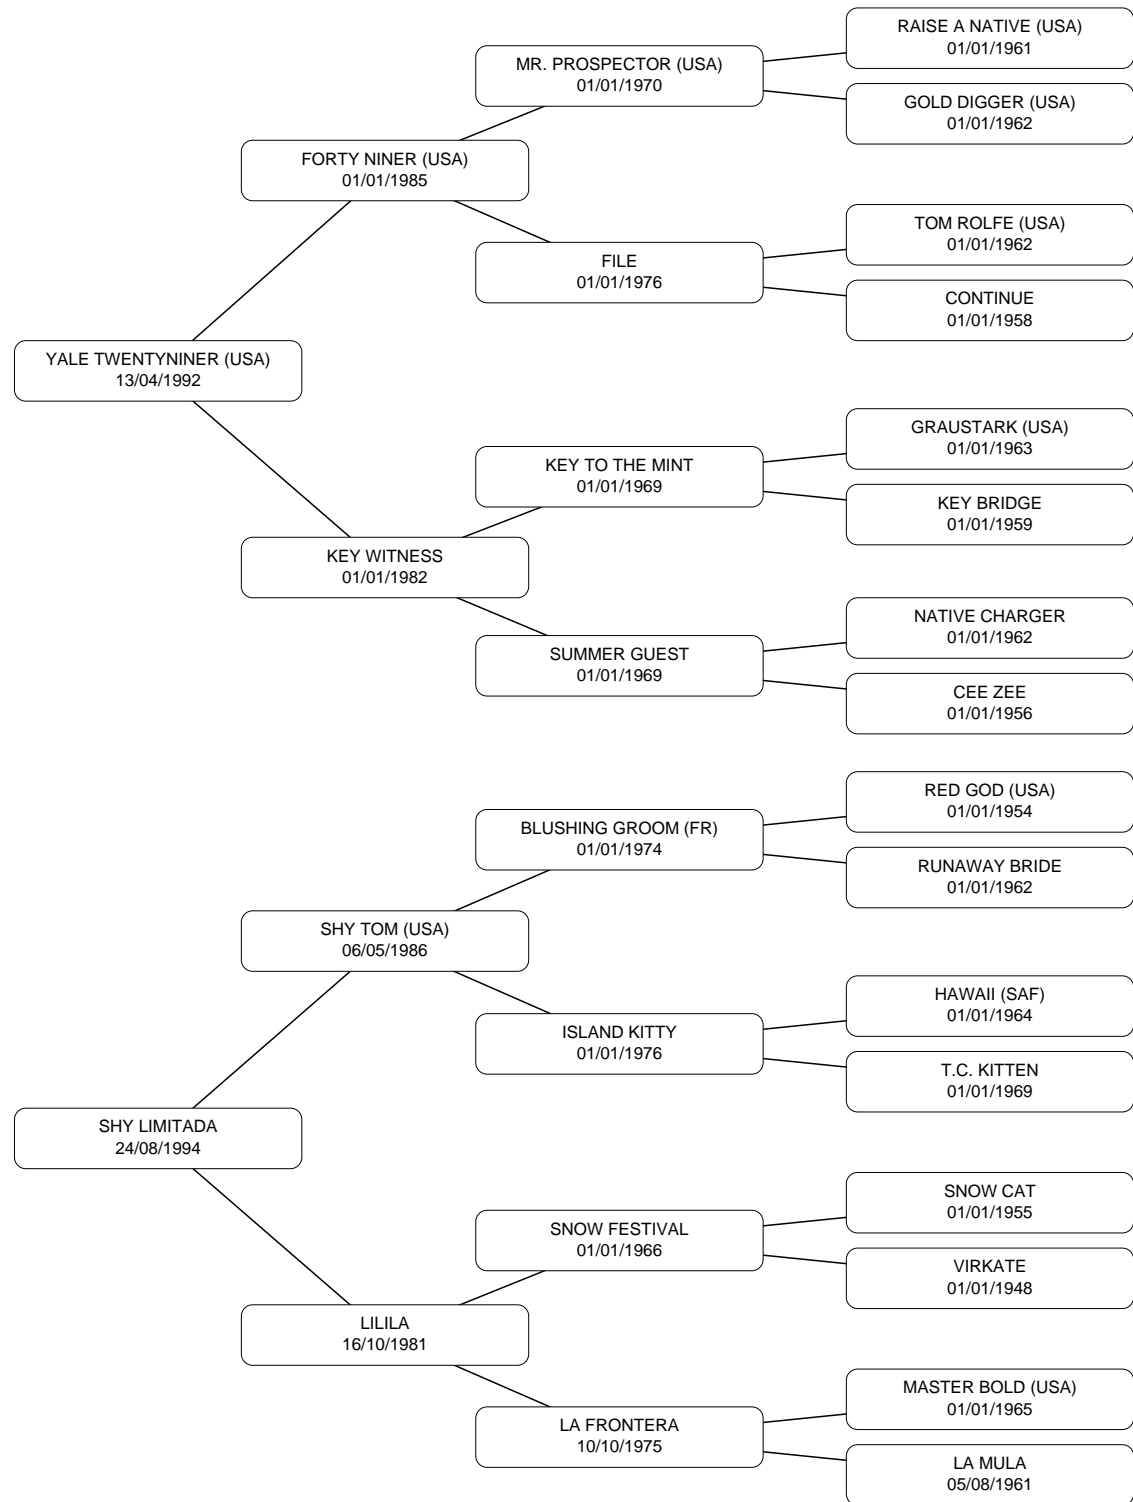 RAISE A NATIVE (USA)
01/01/1961
MR. PROSPECTOR (USA)
01/01/1970
GOLD DIGGER (USA)
01/01/1962
FORTY NINER (USA)
01/01/1985
TOM ROLFE (USA)
01/01/1962
FILE
01/01/1976
CONTINUE
01/01/1958
YALE TWENTYNINER (USA)
13/04/1992
GRAUSTARK (USA)
01/01/1963
KEY TO THE MINT
01/01/1969
KEY BRIDGE
01/01/1959
KEY WITNESS
01/01/1982
NATIVE CHARGER
01/01/1962
SUMMER GUEST
01/01/1969
CEE ZEE
01/01/1956
RED GOD (USA)
01/01/1954
BLUSHING GROOM (FR)
01/01/1974
RUNAWAY BRIDE
01/01/1962
SHY TOM (USA)
06/05/1986
HAWAII (SAF)
01/01/1964
ISLAND KITTY
01/01/1976
T.C. KITTEN
01/01/1969
SHY LIMITADA
24/08/1994
SNOW CAT
01/01/1955
SNOW FESTIVAL
01/01/1966
VIRKATE
01/01/1948
LILILA
16/10/1981
MASTER BOLD (USA)
01/01/1965
LA FRONTERA
10/10/1975
LA MULA
05/08/1961